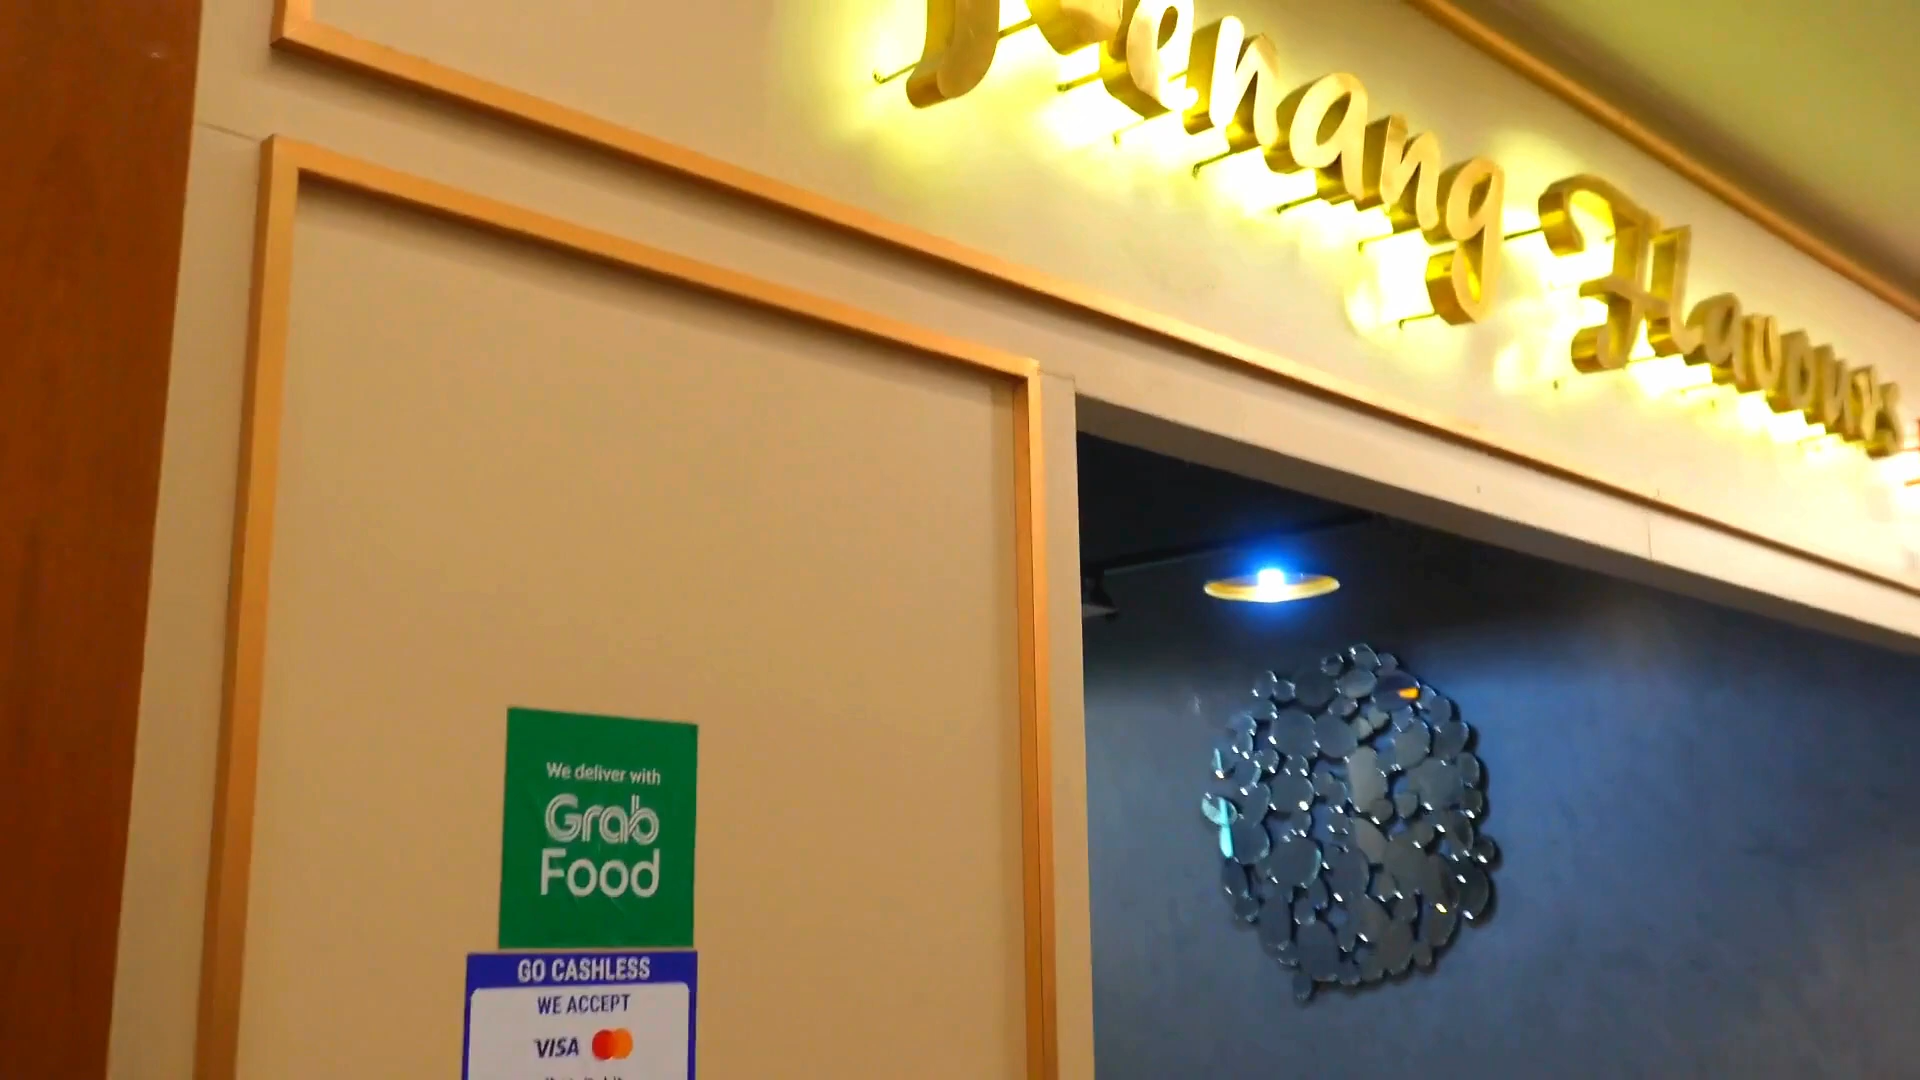 Penang Flavours
We deliver with
Grab
Food
GO CASHLESS
WE ACCEPT
VISA